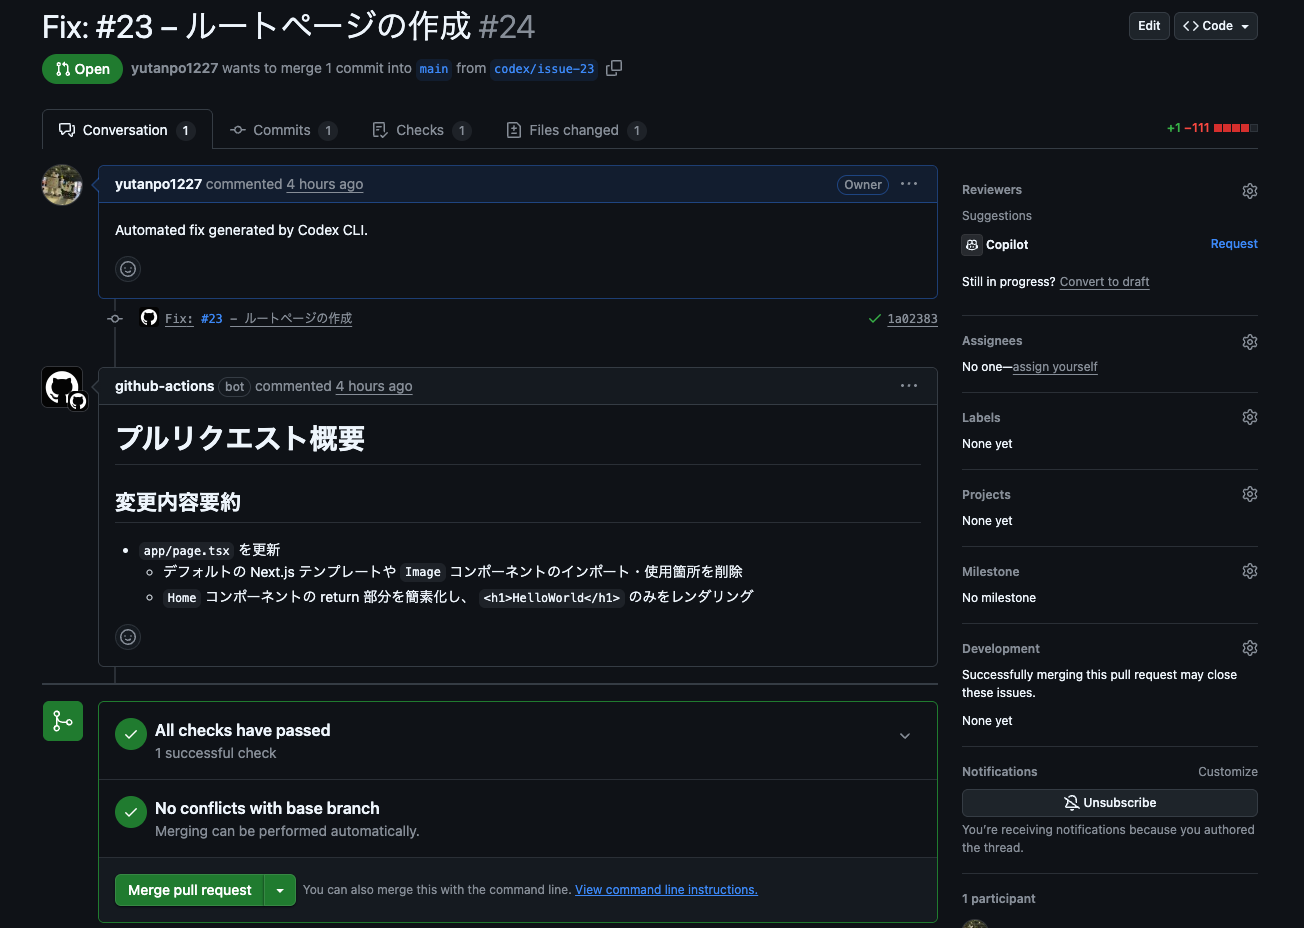 Fix: #23 – ルートページの作成 #24
Edit
Code
Open
yutanpo1227 wants to merge 1 commit into main from codex/issue-23
Conversation 1
Commits 1
Checks 1
Files changed 1
+1 −111
yutanpo1227 commented 4 hours ago
Owner
Automated fix generated by Codex CLI.
Fix: #23 – ルートページの作成
1a02383
github-actions bot commented 4 hours ago
プルリクエスト概要
変更内容要約
app/page.tsx を更新
デフォルトの Next.js テンプレートや Image コンポーネントのインポート・使用箇所を削除
Home コンポーネントの return 部分を簡素化し、 <h1>HelloWorld</h1> のみをレンダリング
All checks have passed
1 successful check
No conflicts with base branch
Merging can be performed automatically.
Merge pull request
You can also merge this with the command line. View command line instructions.
Reviewers
Suggestions
Copilot
Request
Still in progress? Convert to draft
Assignees
No one—assign yourself
Labels
None yet
Projects
None yet
Milestone
No milestone
Development
Successfully merging this pull request may close
these issues.
None yet
Notifications
Customize
Unsubscribe
You're receiving notifications because you authored
the thread.
1 participant